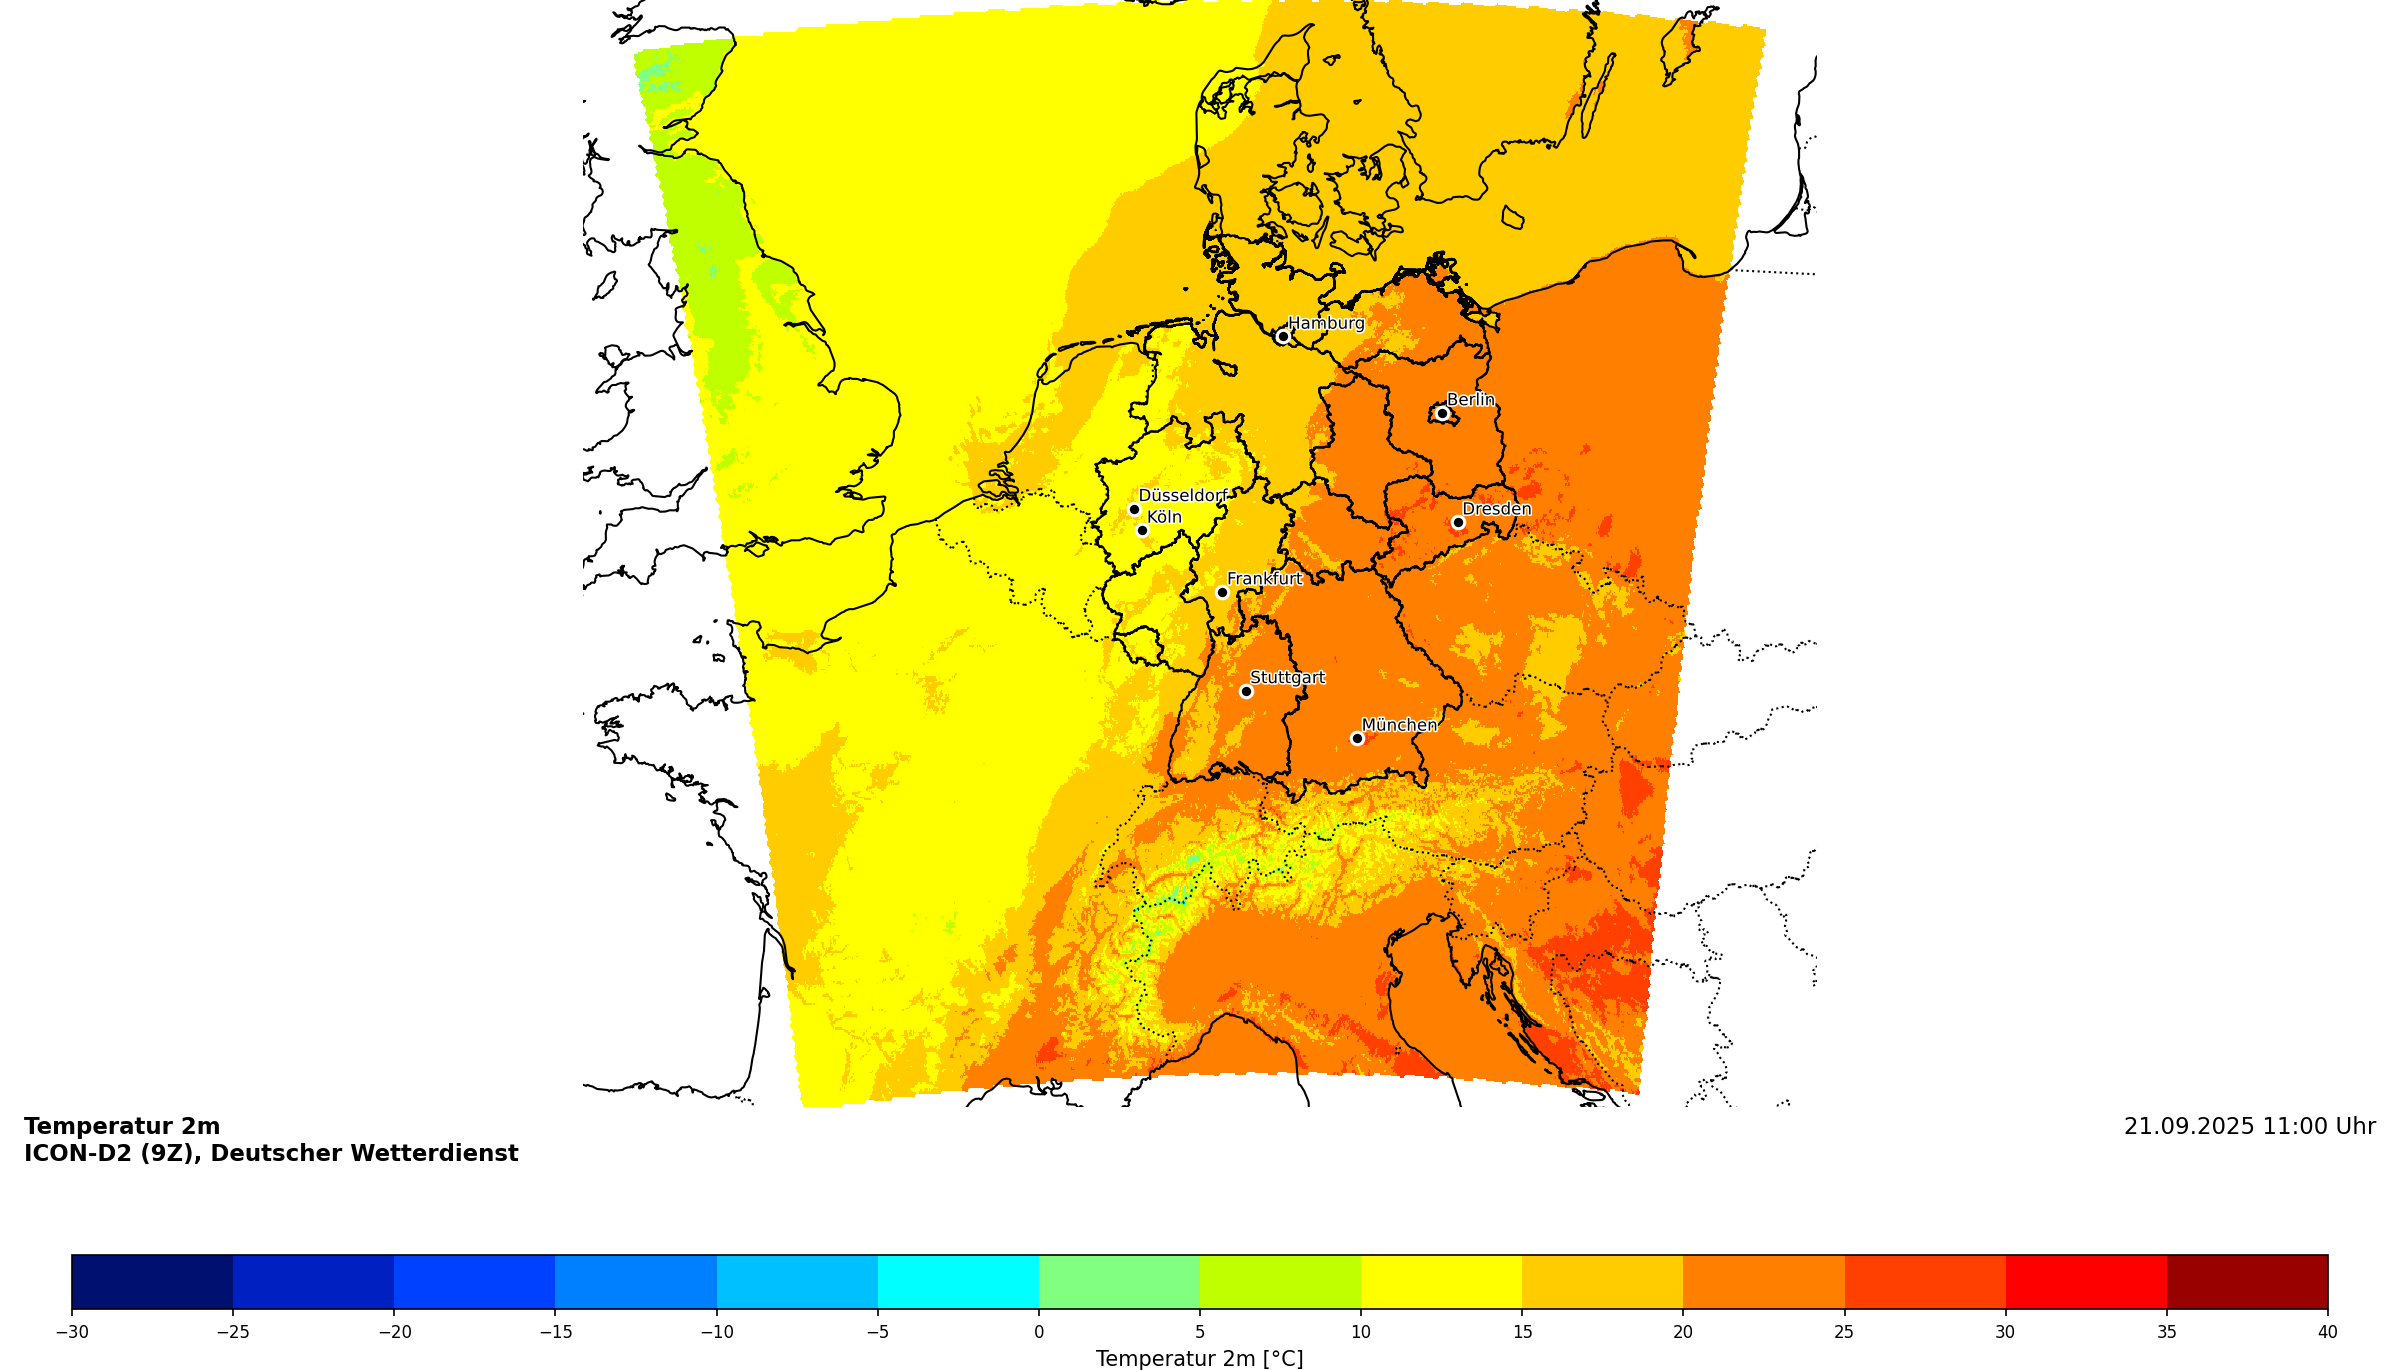 Hamburg
Berlin
Düsseldorf
Köln
Dresden
Frankfurt
Stuttgart
München
Temperatur 2m
ICON-D2 (9Z), Deutscher Wetterdienst
21.09.2025 11:00 Uhr
−30 −25 −20 −15 −10 −5 0 5 10 15 20 25 30 35 40
Temperatur 2m [°C]